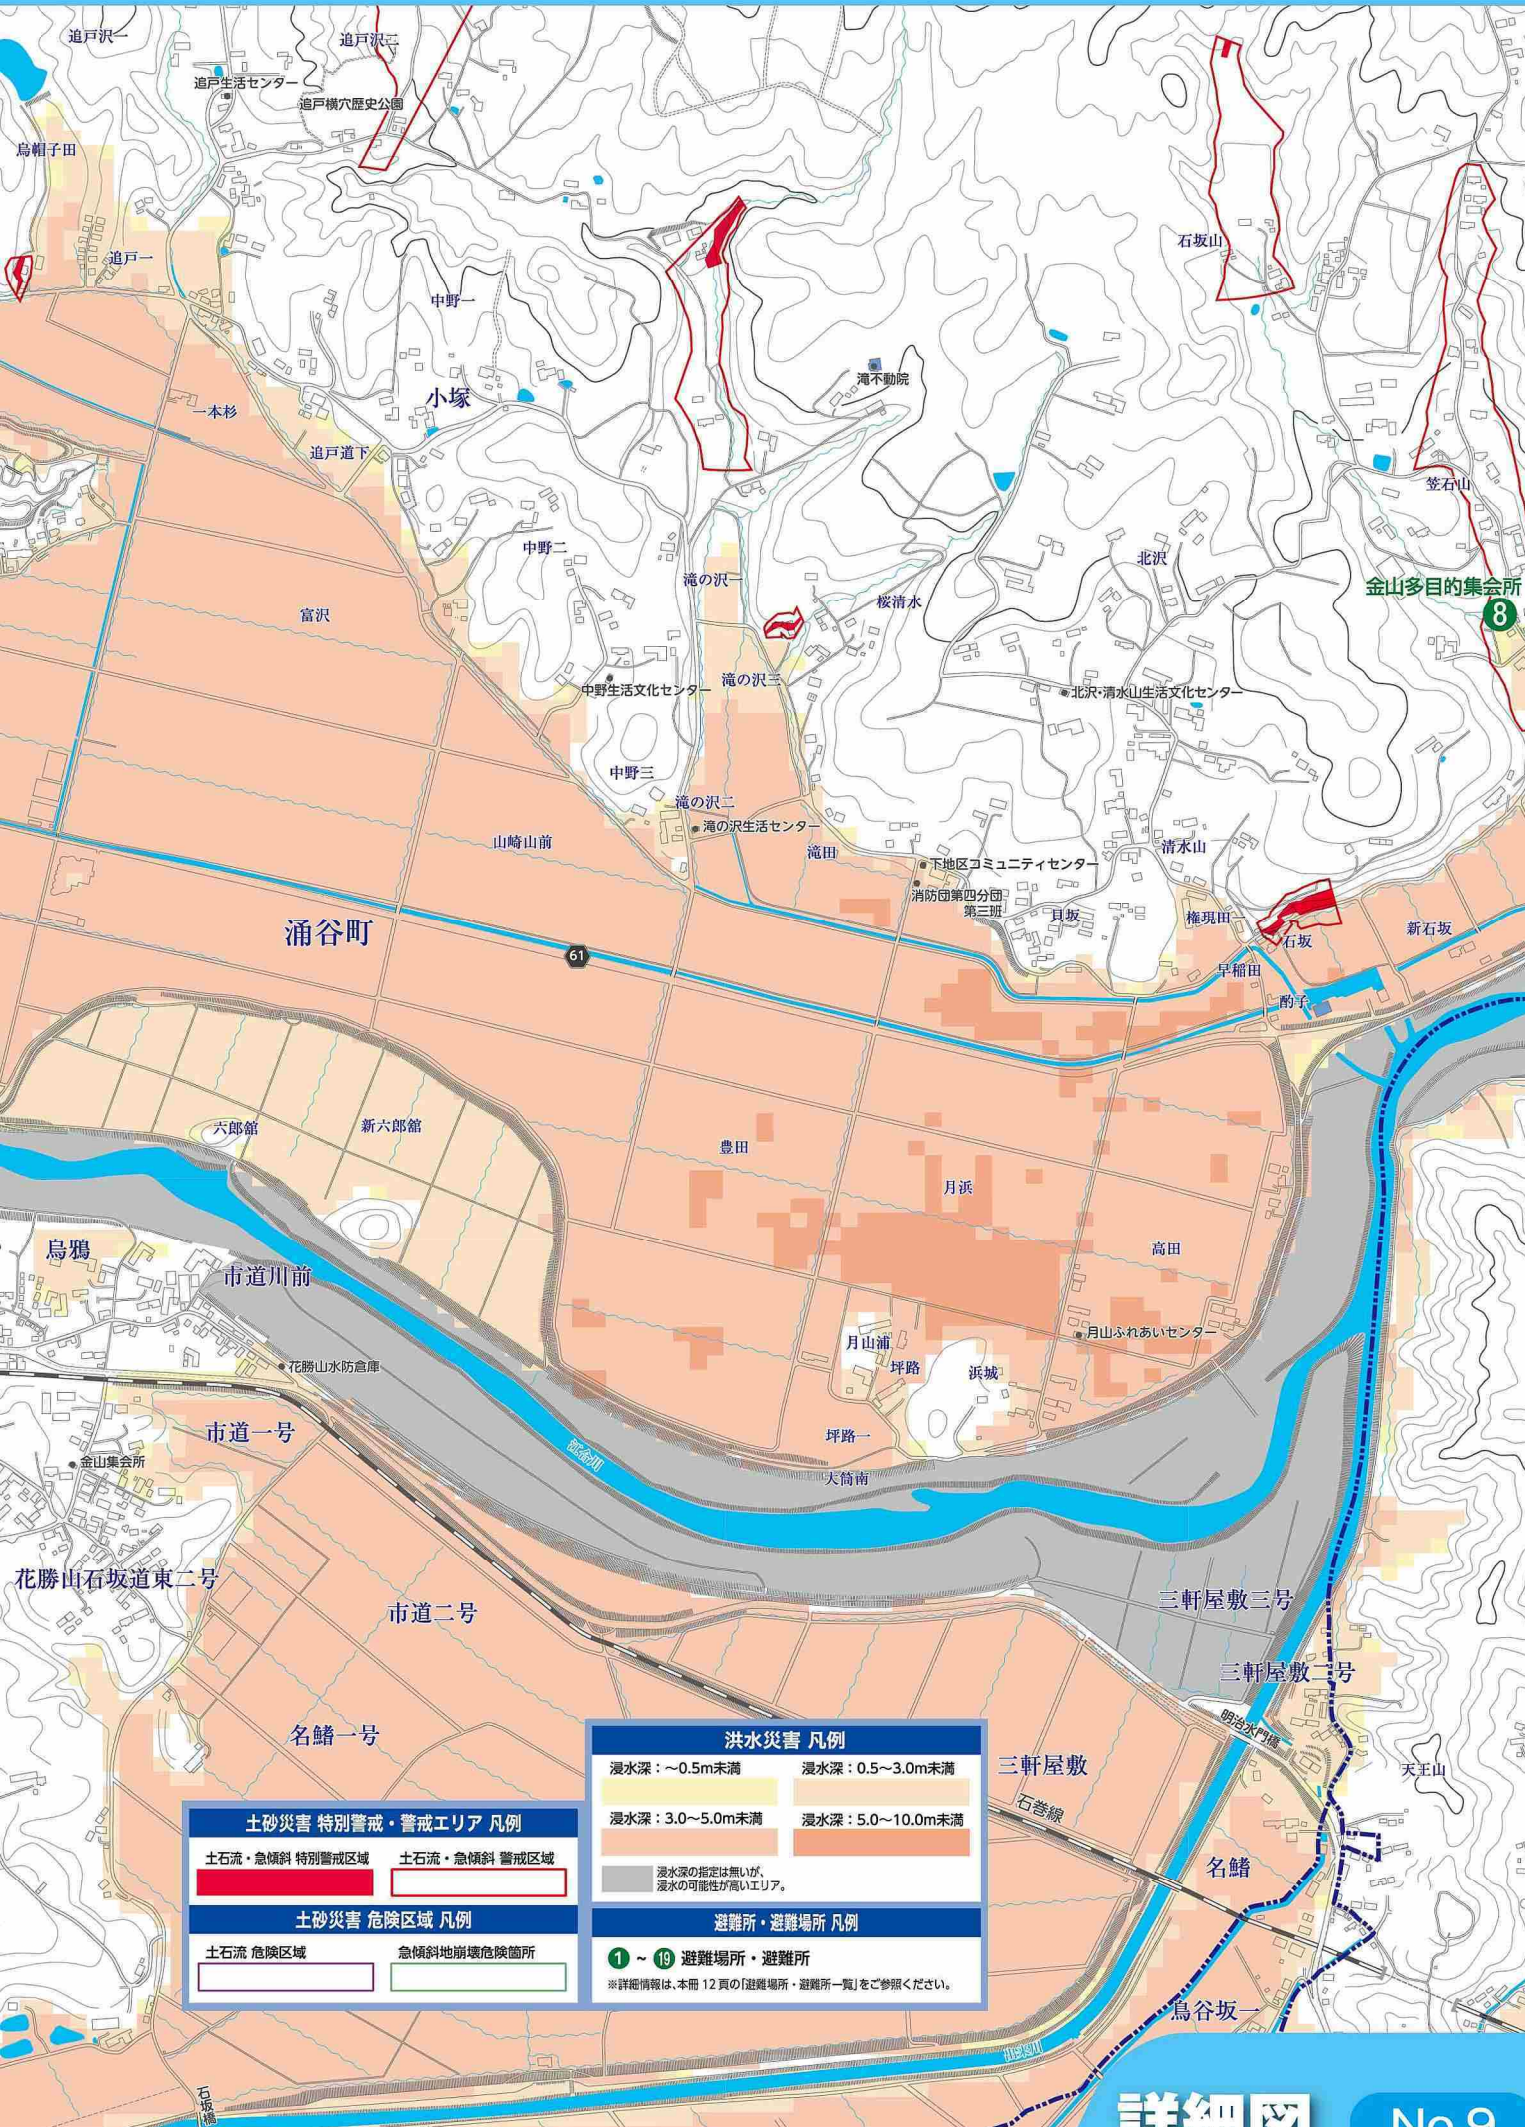 追戸沢一
追戸沢二
追戸生活センター
追戸横穴歴史公園
烏帽子田
追戸一
石坂山
中野一
滝不動院
小塚
一本杉
追戸道下
笠石山
中野二
北沢
滝の沢一
金山多目的集会所
8
桜清水
富沢
中野生活文化センター
滝の沢三
北沢・清水山生活文化センター
中野三
滝の沢二
滝の沢生活センター
山崎山前
滝田
清水山
下地区コミュニティセンター
消防団第四分団
第三班
貝坂
権現田一
石坂
新石坂
涌谷町
61
早稲田
酌子
六郎舘
新六郎舘
豊田
月浜
高田
烏鴉
市道川前
月山浦
月山ふれあいセンター
坪路
浜城
花勝山水防倉庫
市道一号
坪路一
江合川
大筒南
金山集会所
花勝山石坂道東二号
市道二号
三軒屋敷三号
三軒屋敷二号
明治水門橋
名鰭一号
三軒屋敷
天王山
石巻線
名鰭
鳥谷坂一
石坂橋
洪水災害 凡例
浸水深:~0.5m未満
浸水深:0.5~3.0m未満
浸水深:3.0~5.0m未満
浸水深:5.0~10.0m未満
浸水深の指定は無いが、
浸水の可能性が高いエリア。
土砂災害 特別警戒・警戒エリア 凡例
土石流・急傾斜 特別警戒区域
土石流・急傾斜 警戒区域
土砂災害 危険区域 凡例
土石流 危険区域
急傾斜地崩壊危険箇所
避難所・避難場所 凡例
1 ~ 19 避難場所・避難所
※詳細情報は、本冊12頁の「避難場所・避難所一覧」をご参照ください。
詳細図
No.9